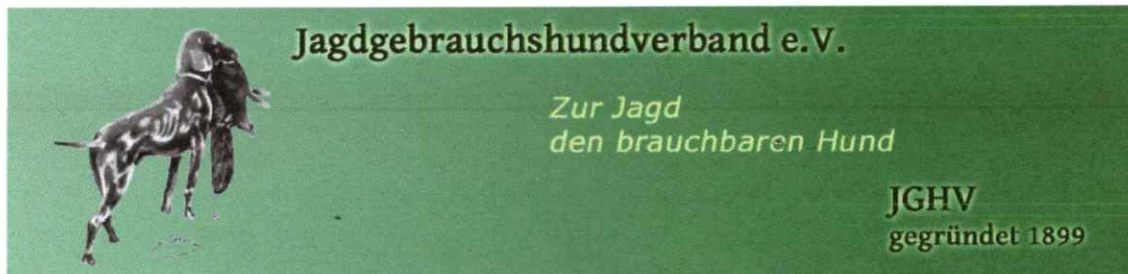 Jagdgebrauchshundverband e.V.
Zur Jagd
den brauchbaren Hund
JGHV
gegründet 1899